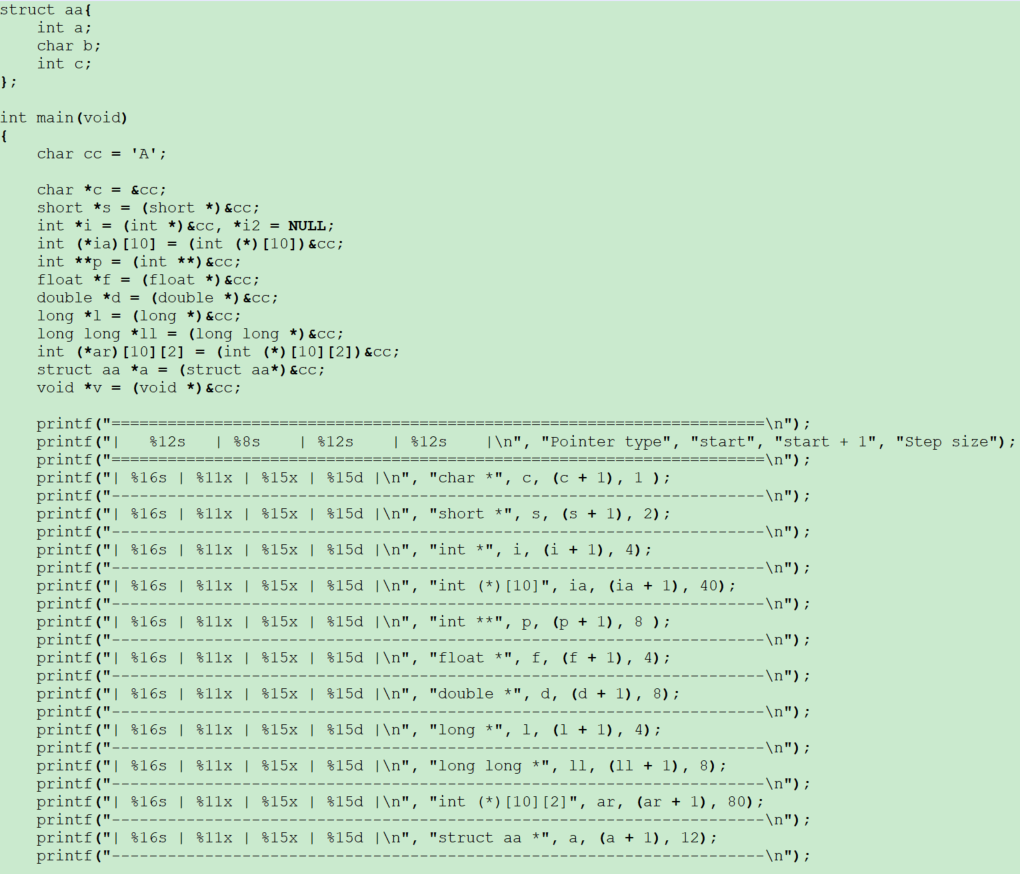 struct aa{
    int a;
    char b;
    int c;
};
int main(void)
{
    char cc = 'A';
    char *c = &cc;
    short *s = (short *)&cc;
    int *i = (int *)&cc, *i2 = NULL;
    int (*ia)[10] = (int (*)[10])&cc;
    int **p = (int **)&cc;
    float *f = (float *)&cc;
    double *d = (double *)&cc;
    long *l = (long *)&cc;
    long long *ll = (long long *)&cc;
    int (*ar)[10][2] = (int (*)[10][2])&cc;
    struct aa *a = (struct aa*)&cc;
    void *v = (void *)&cc;
    printf("======================================================================\n");
    printf("|   %12s   | %8s    | %12s    | %12s    |\n", "Pointer type", "start", "start + 1", "Step size");
    printf("======================================================================\n");
    printf("| %16s | %11x | %15x | %15d |\n", "char *", c, (c + 1), 1 );
    printf("----------------------------------------------------------------------\n");
    printf("| %16s | %11x | %15x | %15d |\n", "short *", s, (s + 1), 2);
    printf("----------------------------------------------------------------------\n");
    printf("| %16s | %11x | %15x | %15d |\n", "int *", i, (i + 1), 4);
    printf("----------------------------------------------------------------------\n");
    printf("| %16s | %11x | %15x | %15d |\n", "int (*)[10]", ia, (ia + 1), 40);
    printf("----------------------------------------------------------------------\n");
    printf("| %16s | %11x | %15x | %15d |\n", "int **", p, (p + 1), 8 );
    printf("----------------------------------------------------------------------\n");
    printf("| %16s | %11x | %15x | %15d |\n", "float *", f, (f + 1), 4);
    printf("----------------------------------------------------------------------\n");
    printf("| %16s | %11x | %15x | %15d |\n", "double *", d, (d + 1), 8);
    printf("----------------------------------------------------------------------\n");
    printf("| %16s | %11x | %15x | %15d |\n", "long *", l, (l + 1), 4);
    printf("----------------------------------------------------------------------\n");
    printf("| %16s | %11x | %15x | %15d |\n", "long long *", ll, (ll + 1), 8);
    printf("----------------------------------------------------------------------\n");
    printf("| %16s | %11x | %15x | %15d |\n", "int (*)[10][2]", ar, (ar + 1), 80);
    printf("----------------------------------------------------------------------\n");
    printf("| %16s | %11x | %15x | %15d |\n", "struct aa *", a, (a + 1), 12);
    printf("----------------------------------------------------------------------\n");